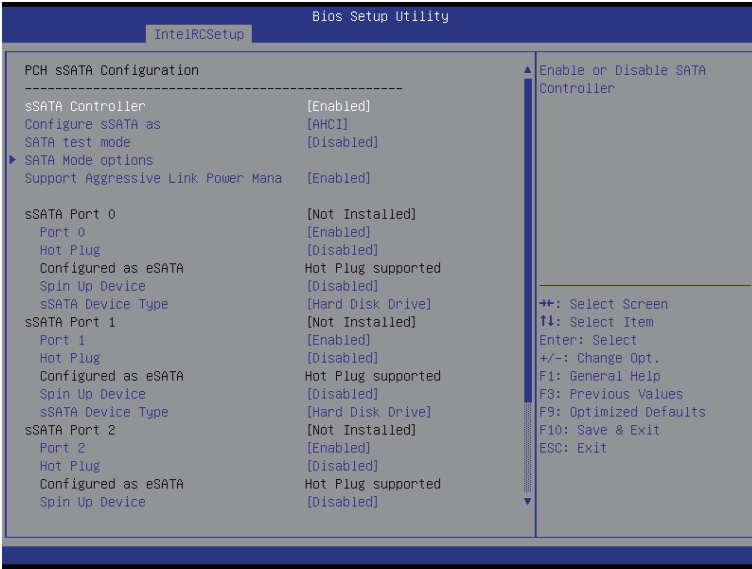 Bios Setup Utility
IntelRCSetup
PCH sSATA Configuration
--------------------------------------------------
sSATA Controller [Enabled]
Configure sSATA as [AHCI]
SATA test mode [Disabled]
SATA Mode options
Support Aggressive Link Power Mana [Enabled]
sSATA Port 0 [Not Installed]
Port 0 [Enabled]
Hot Plug [Disabled]
Configured as eSATA Hot Plug supported
Spin Up Device [Disabled]
sSATA Device Type [Hard Disk Drive]
sSATA Port 1 [Not Installed]
Port 1 [Enabled]
Hot Plug [Disabled]
Configured as eSATA Hot Plug supported
Spin Up Device [Disabled]
sSATA Device Type [Hard Disk Drive]
sSATA Port 2 [Not Installed]
Port 2 [Enabled]
Hot Plug [Disabled]
Configured as eSATA Hot Plug supported
Spin Up Device [Disabled]
Enable or Disable SATA
Controller
→←: Select Screen
↑↓: Select Item
Enter: Select
+/-: Change Opt.
F1: General Help
F3: Previous Values
F9: Optimized Defaults
F10: Save & Exit
ESC: Exit